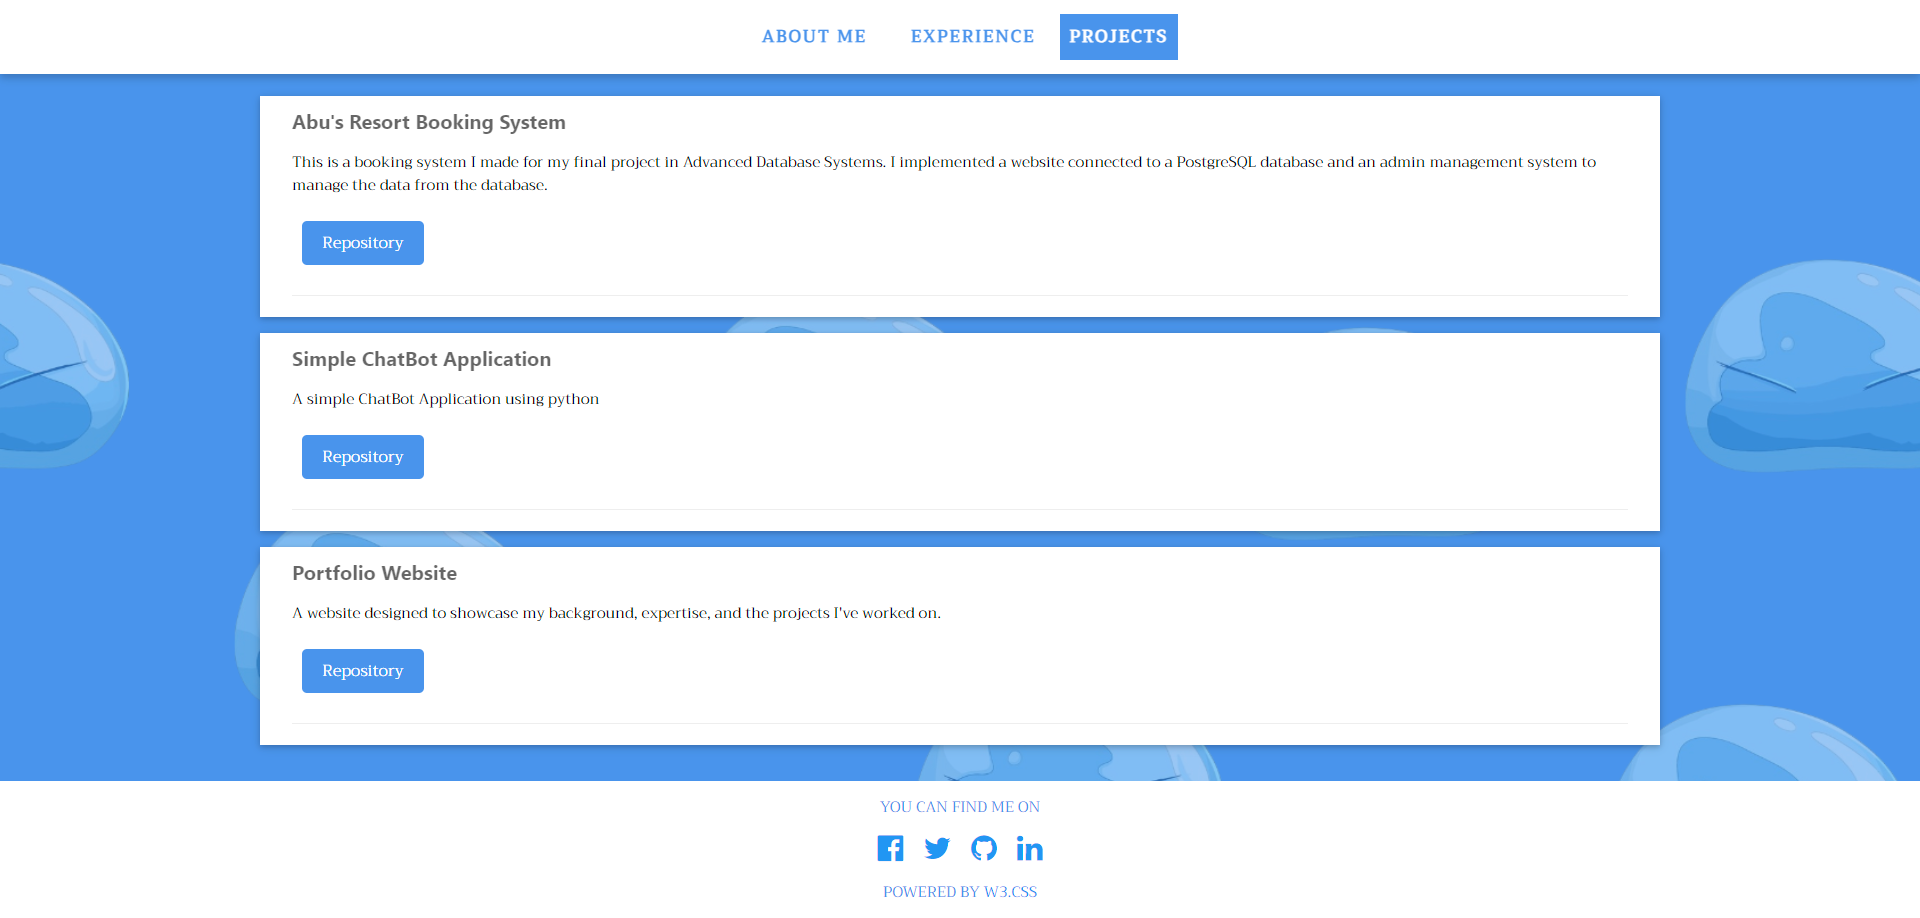 ABOUT ME EXPERIENCE PROJECTS
Abu's Resort Booking System
This is a booking system I made for my final project in Advanced Database Systems. I implemented a website connected to a PostgreSQL database and an admin management system to
manage the data from the database.
Repository
Simple ChatBot Application
A simple ChatBot Application using python
Repository
Portfolio Website
A website designed to showcase my background, expertise, and the projects I've worked on.
Repository
YOU CAN FIND ME ON
POWERED BY W3.CSS